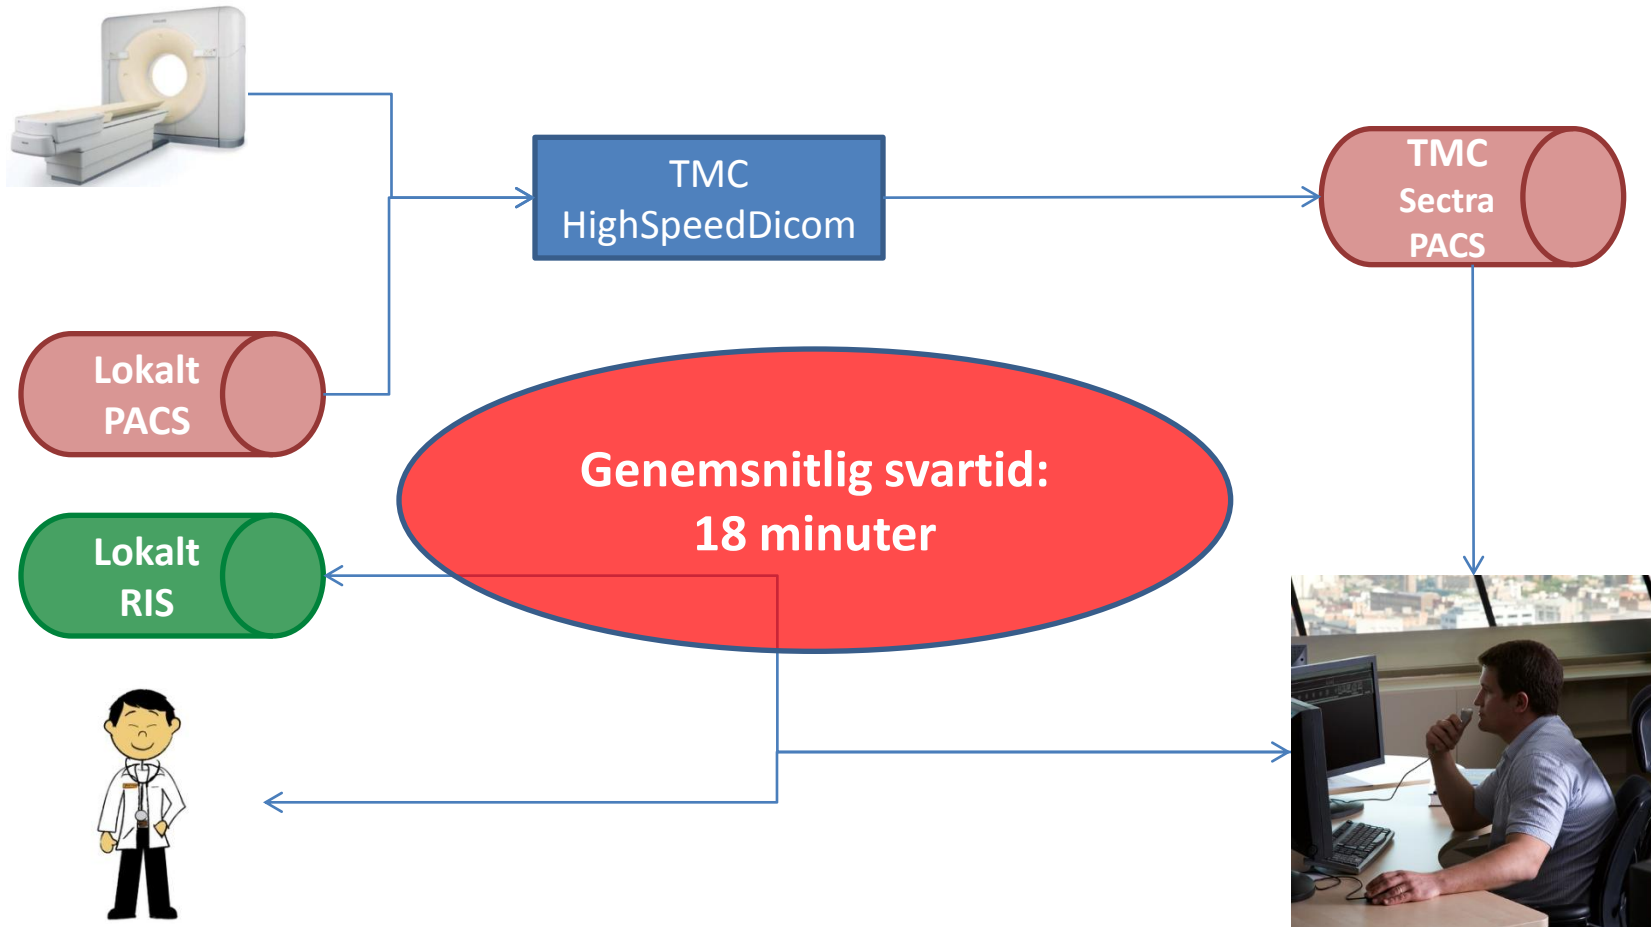 TMC
HighSpeedDicom
TMC
Sectra
PACS
Lokalt
PACS
Genemsnitlig svartid:
18 minuter
Lokalt
RIS